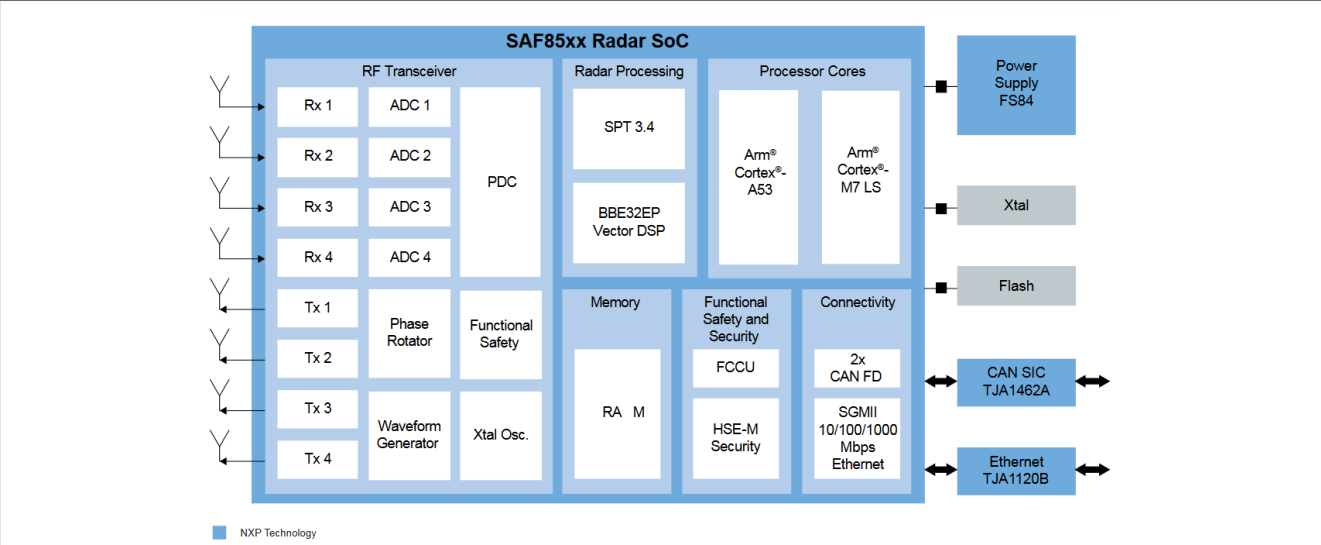 SAF85xx Radar SoC
RF Transceiver
Rx 1
ADC 1
Rx 2
ADC 2
Rx 3
ADC 3
Rx 4
ADC 4
PDC
Tx 1
Tx 2
Phase
Rotator
Functional
Safety
Tx 3
Tx 4
Waveform
Generator
Xtal Osc.
Radar Processing
SPT 3.4
BBE32EP
Vector DSP
Processor Cores
Arm®
Cortex®-
A53
Arm®
Cortex®-
M7 LS
Memory
RA M
Functional
Safety and
Security
FCCU
HSE-M
Security
Connectivity
2x
CAN FD
SGMII
10/100/1000
Mbps
Ethernet
Power
Supply
FS84
Xtal
Flash
CAN SIC
TJA1462A
Ethernet
TJA1120B
NXP Technology